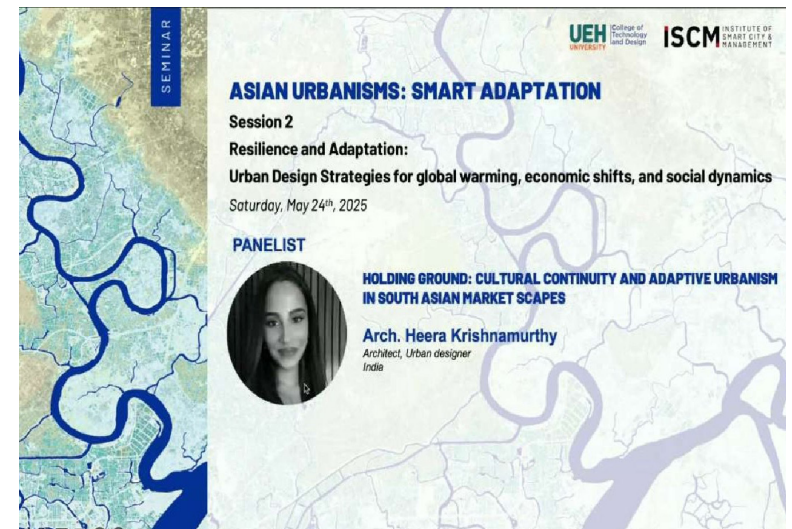 SEMINAR
UEH
UNIVERSITY
College of
Technology
and Design
ISCM
INSTITUTE OF
SMART CITY &
MANAGEMENT
ASIAN URBANISMS: SMART ADAPTATION
Session 2
Resilience and Adaptation:
Urban Design Strategies for global warming, economic shifts, and social dynamics
Saturday, May 24th, 2025
PANELIST
HOLDING GROUND: CULTURAL CONTINUITY AND ADAPTIVE URBANISM
IN SOUTH ASIAN MARKET SCAPES
Arch. Heera Krishnamurthy
Architect, Urban designer
India